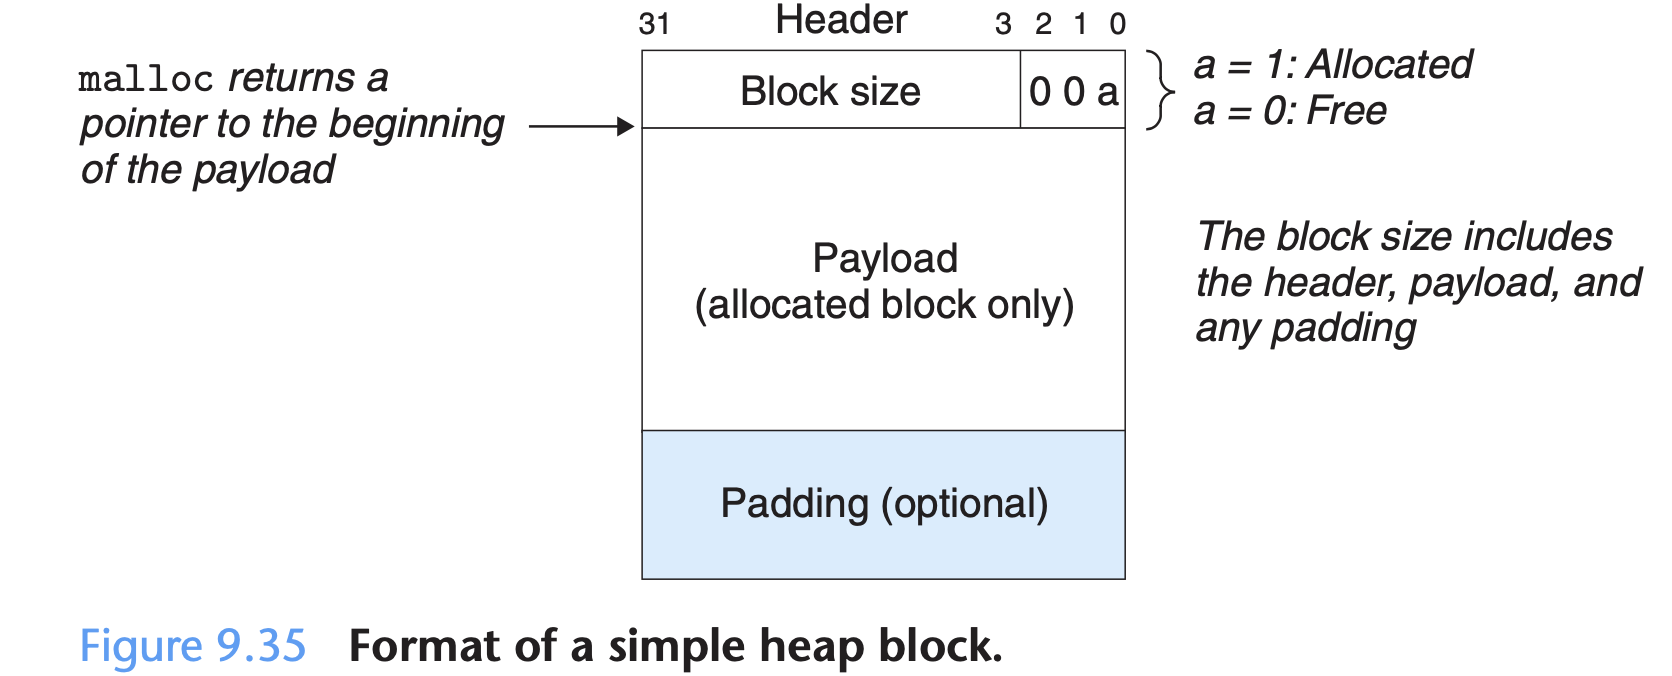 31 Header 3 2 1 0
malloc returns a
pointer to the beginning
of the payload
Block size
0 0 a
a = 1: Allocated
a = 0: Free
Payload
(allocated block only)
The block size includes
the header, payload, and
any padding
Padding (optional)
Figure 9.35 Format of a simple heap block.